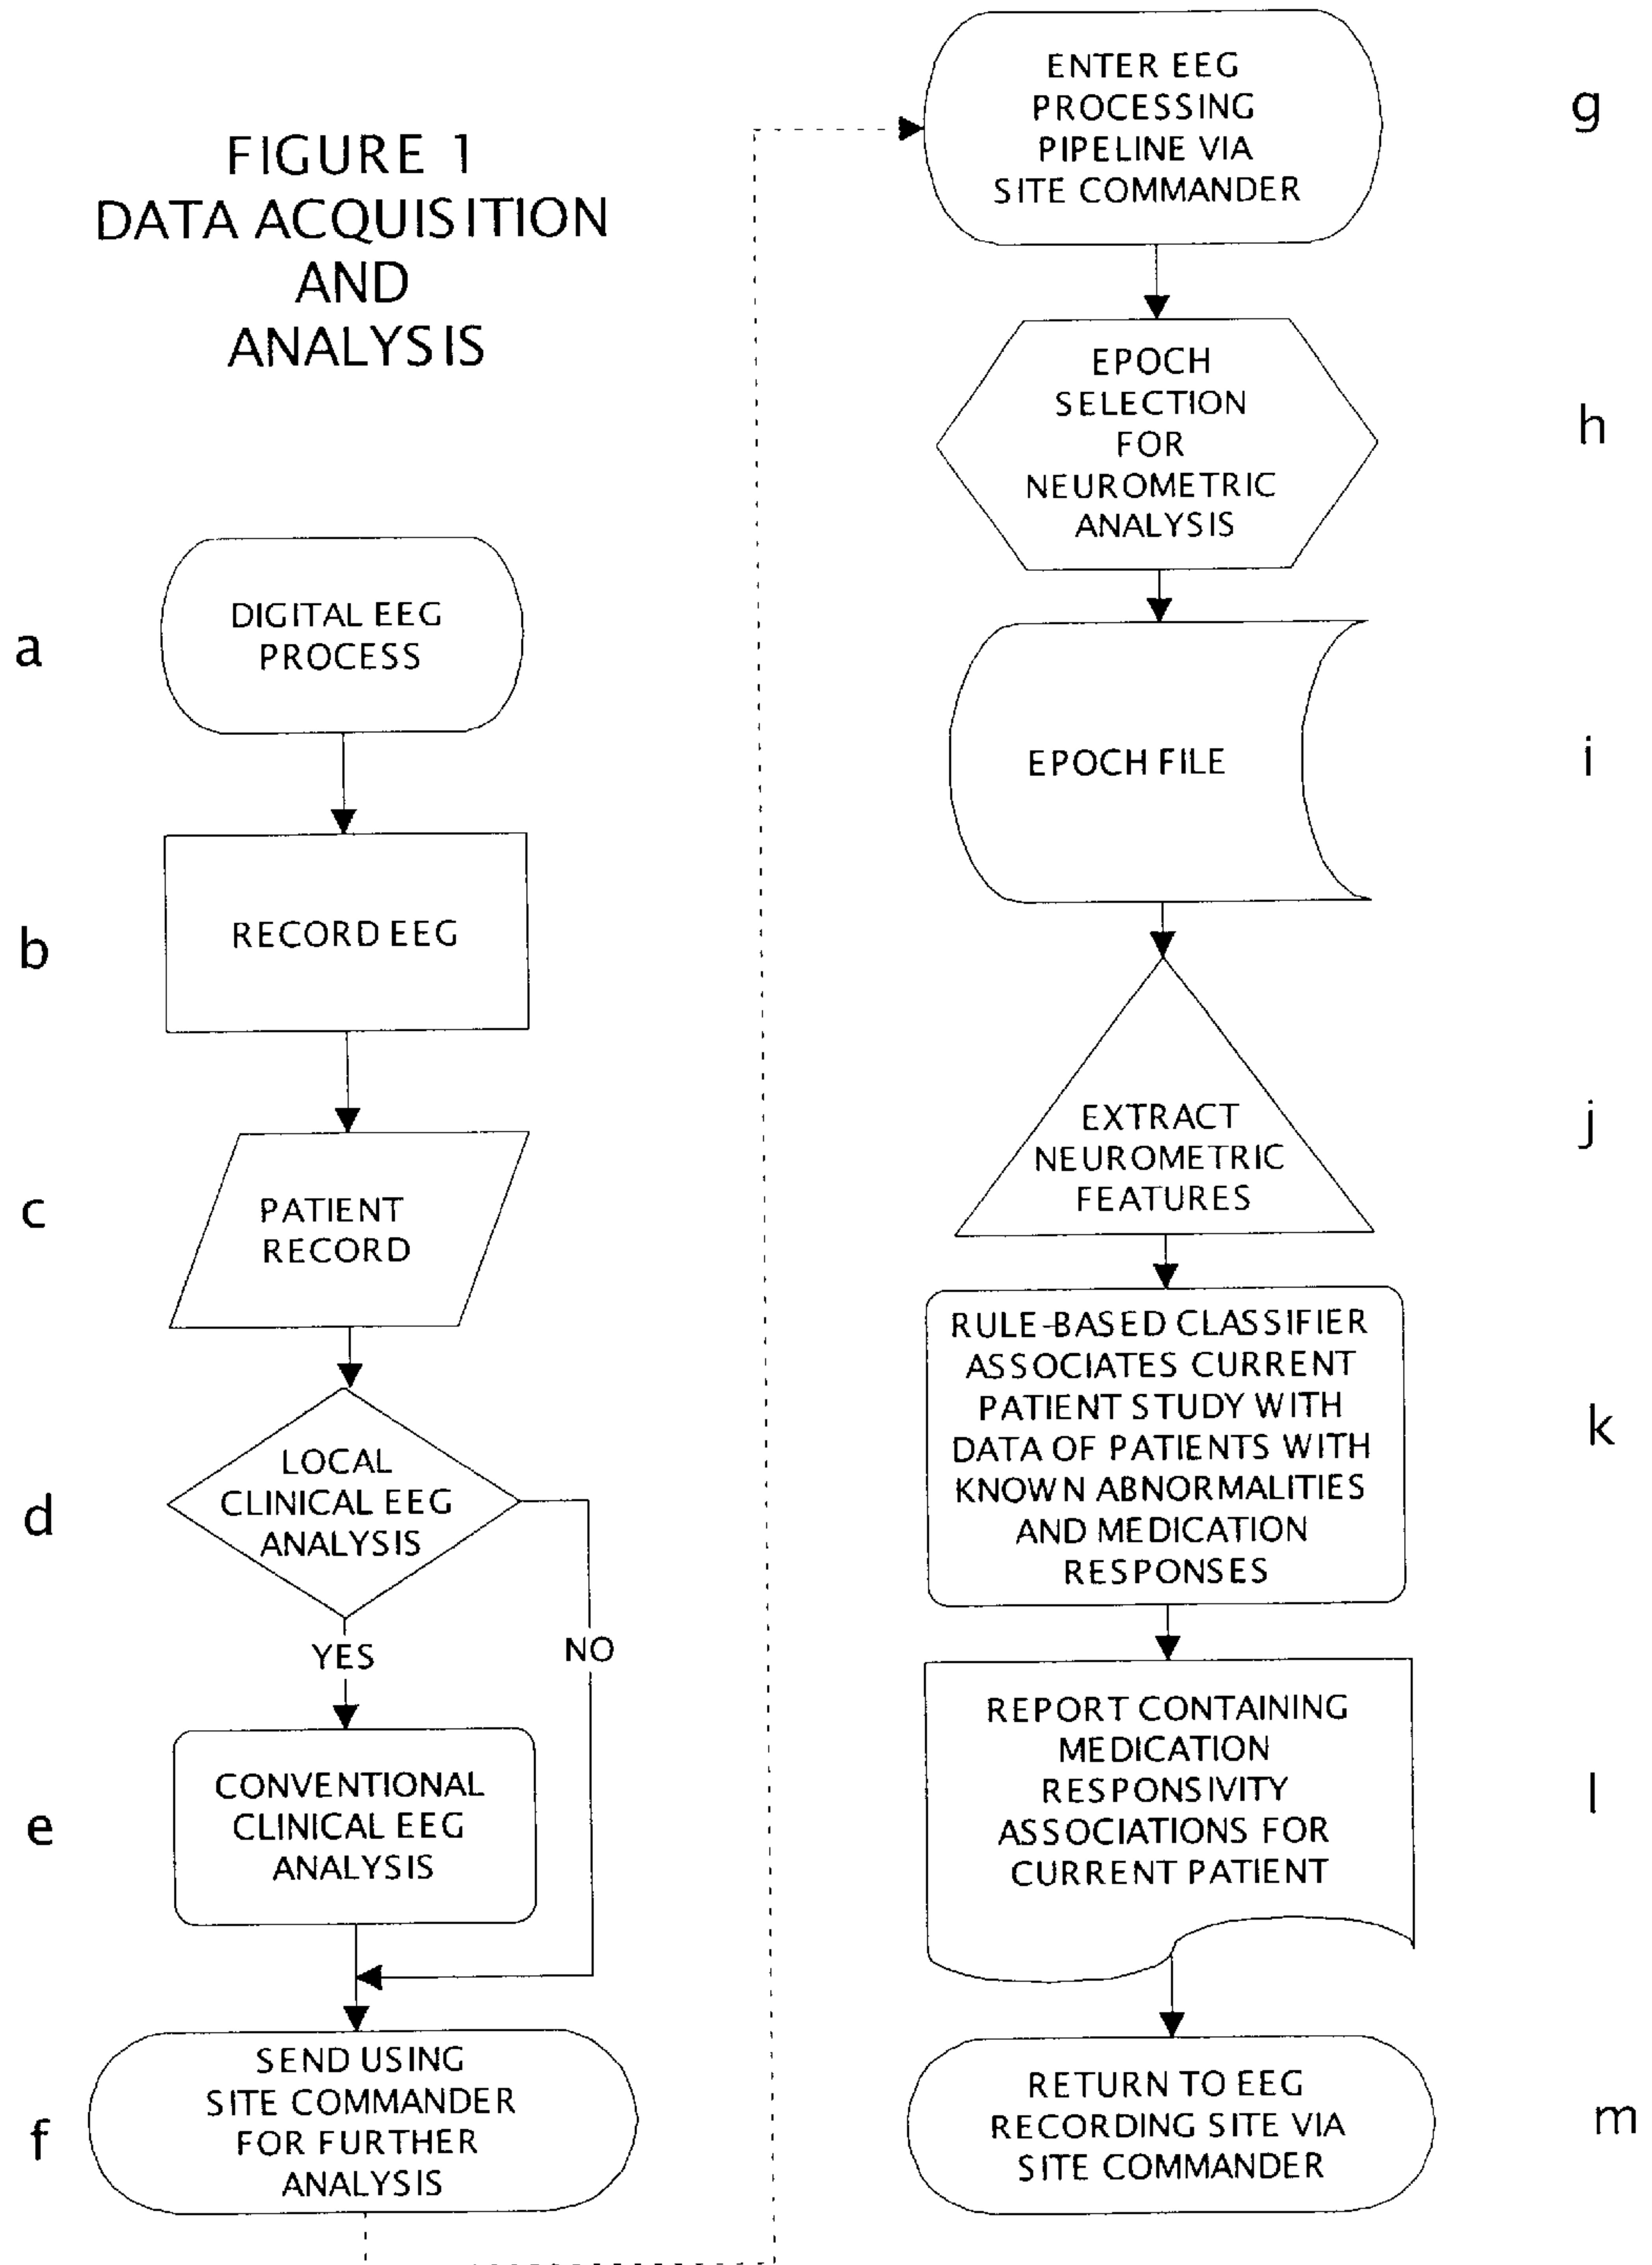 FIGURE 1
DATA ACQUISITION
AND
ANALYSIS
a
DIGITAL EEG
PROCESS
b
RECORD EEG
c
PATIENT
RECORD
d
LOCAL
CLINICAL EEG
ANALYSIS
YES
NO
e
CONVENTIONAL
CLINICAL EEG
ANALYSIS
f
SEND USING
SITE COMMANDER
FOR FURTHER
ANALYSIS
ENTER EEG
PROCESSING
PIPELINE VIA
SITE COMMANDER
g
EPOCH
SELECTION
FOR
NEUROMETRIC
ANALYSIS
h
EPOCH FILE
i
EXTRACT
NEUROMETRIC
FEATURES
j
RULE-BASED CLASSIFIER
ASSOCIATES CURRENT
PATIENT STUDY WITH
DATA OF PATIENTS WITH
KNOWN ABNORMALITIES
AND MEDICATION
RESPONSES
k
REPORT CONTAINING
MEDICATION
RESPONSIVITY
ASSOCIATIONS FOR
CURRENT PATIENT
l
RETURN TO EEG
RECORDING SITE VIA
SITE COMMANDER
m